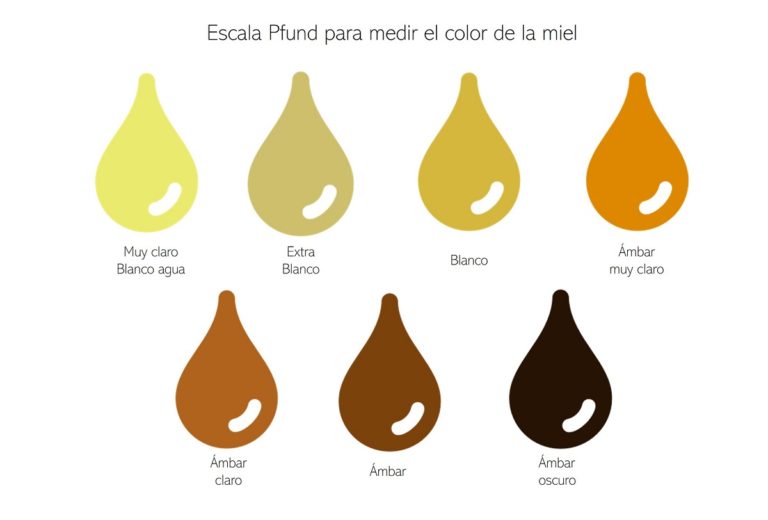 Escala Pfund para medir el color de la miel
Muy claro
Blanco agua
Extra
Blanco
Blanco
Ámbar
muy claro
Ámbar
claro
Ámbar
Ámbar
oscuro